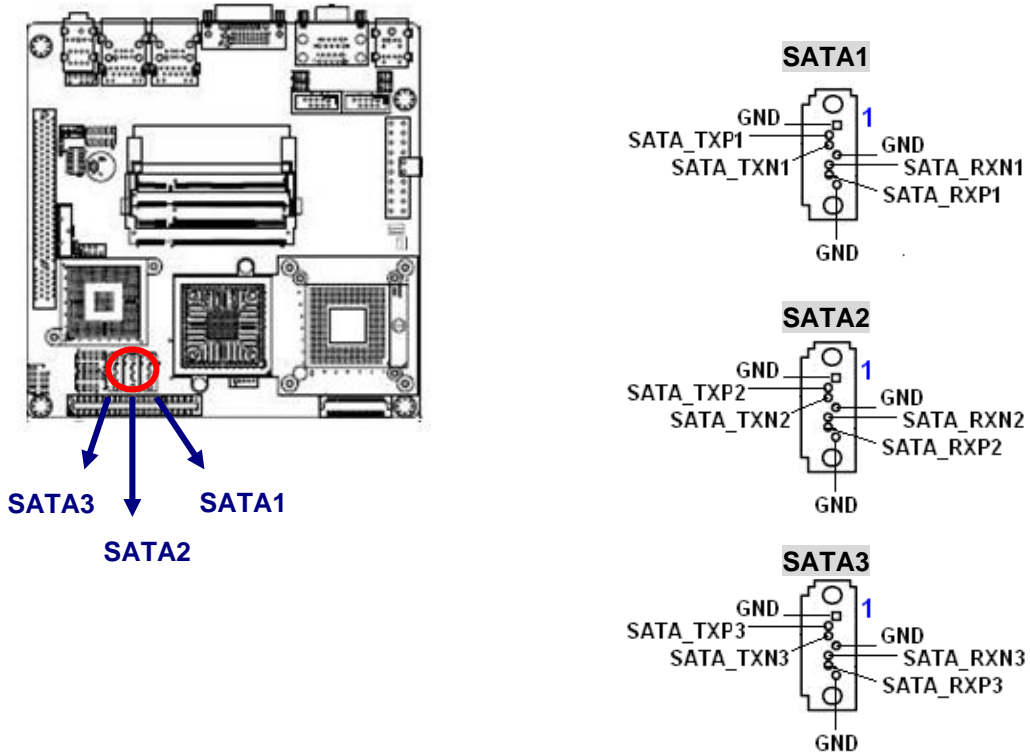 SATA3
SATA2
SATA1
SATA1
GND
1
SATA_TXP1
GND
SATA_TXN1
SATA_RXN1
SATA_RXP1
GND
SATA2
GND
1
SATA_TXP2
GND
SATA_TXN2
SATA_RXN2
SATA_RXP2
GND
SATA3
GND
1
SATA_TXP3
GND
SATA_TXN3
SATA_RXN3
SATA_RXP3
GND